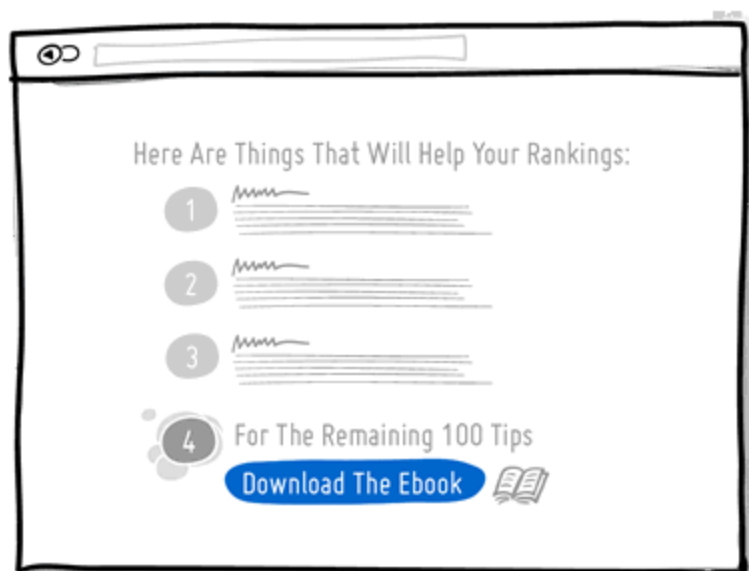 Here Are Things That Will Help Your Rankings:
1
2
3
4 For The Remaining 100 Tips
Download The Ebook